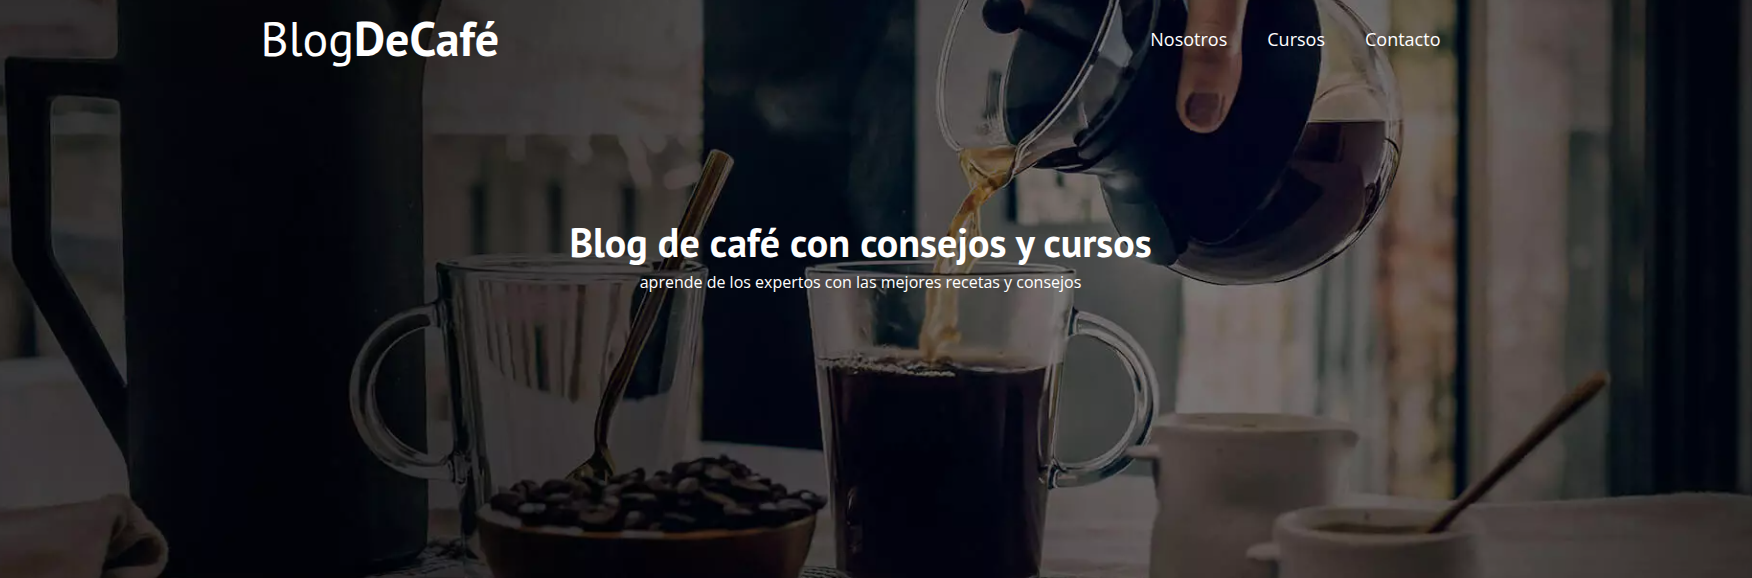 BlogDeCafé
Nosotros Cursos Contacto
Blog de café con consejos y cursos
aprende de los expertos con las mejores recetas y consejos